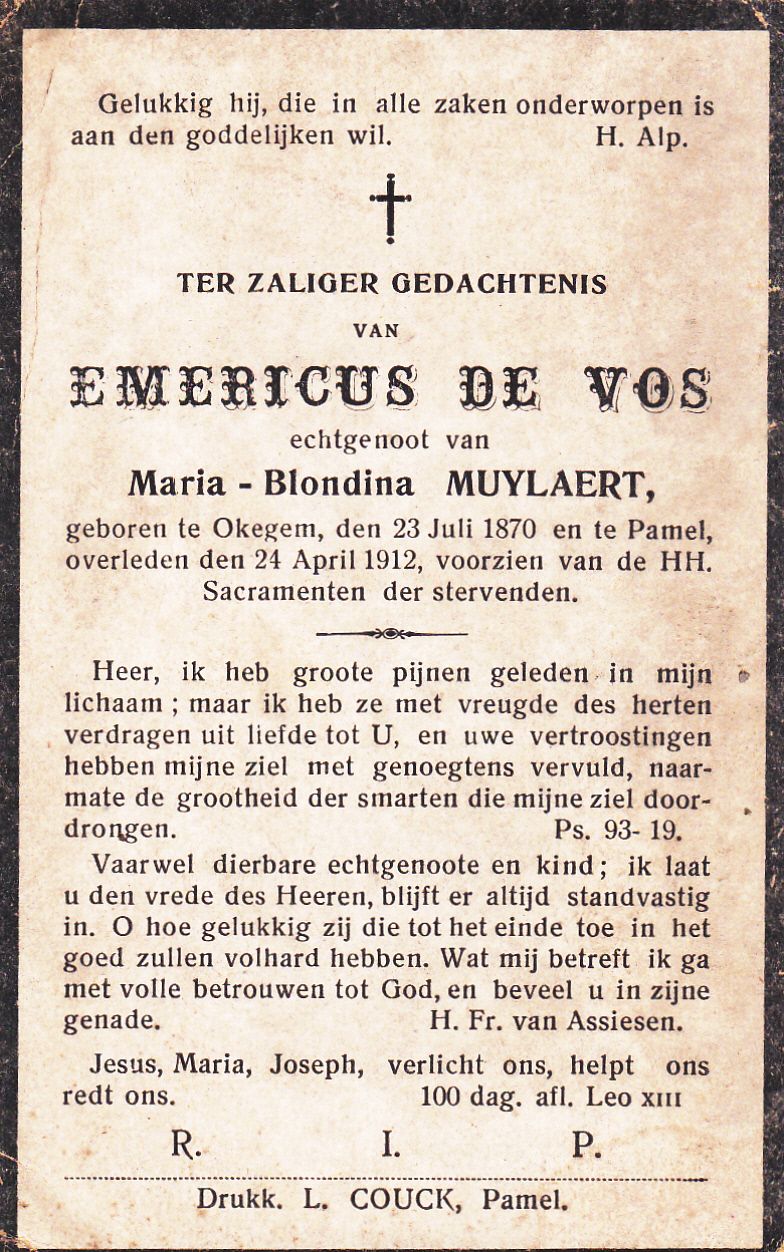 Gelukkig hij, die in alle zaken onderworpen is
aan den goddelijken wil. H. Alp.
TER ZALIGER GEDACHTENIS
VAN
EMERICUS DE VOS
echtgenoot van
Maria - Blondina MUYLAERT,
geboren te Okegem, den 23 Juli 1870 en te Pamel,
overleden den 24 April 1912, voorzien van de HH.
Sacramenten der stervenden.
Heer, ik heb groote pijnen geleden in mijn
lichaam ; maar ik heb ze met vreugde des herten
verdragen uit liefde tot U, en uwe vertroostingen
hebben mijne ziel met genoegtens vervuld, naar-
mate de grootheid der smarten die mijne ziel door-
drongen. Ps. 93- 19.
Vaarwel dierbare echtgenoote en kind ; ik laat
u den vrede des Heeren, blijft er altijd standvastig
in. O hoe gelukkig zij die tot het einde toe in het
goed zullen volhard hebben. Wat mij betreft ik ga
met volle betrouwen tot God, en beveel u in zijne
genade. H. Fr. van Assiesen.
Jesus, Maria, Joseph, verlicht ons, helpt ons
redt ons. 100 dag. afl. Leo XIII
R. I. P.
Drukk. L. COUCK, Pamel.